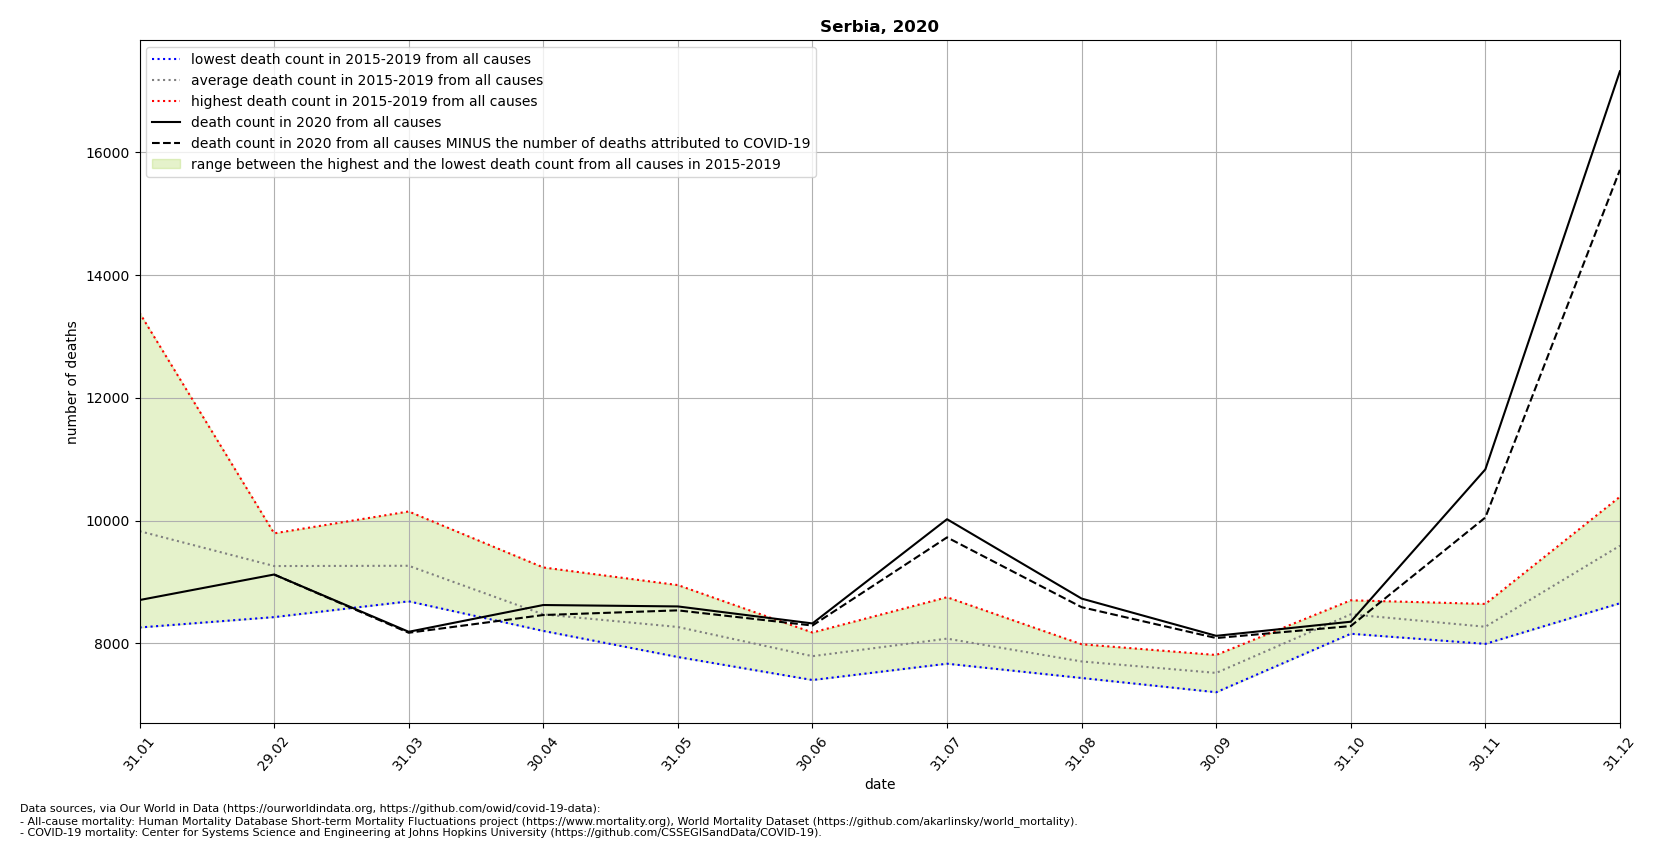 Serbia, 2020
lowest death count in 2015-2019 from all causes
average death count in 2015-2019 from all causes
highest death count in 2015-2019 from all causes
death count in 2020 from all causes
death count in 2020 from all causes MINUS the number of deaths attributed to COVID-19
range between the highest and the lowest death count from all causes in 2015-2019
16000
14000
12000
10000
8000
number of deaths
31.01
29.02
31.03
30.04
31.05
30.06
31.07
31.08
30.09
31.10
30.11
31.12
date
Data sources, via Our World in Data (https://ourworldindata.org, https://github.com/owid/covid-19-data):
- All-cause mortality: Human Mortality Database Short-term Mortality Fluctuations project (https://www.mortality.org), World Mortality Dataset (https://github.com/akarlinsky/world_mortality).
- COVID-19 mortality: Center for Systems Science and Engineering at Johns Hopkins University (https://github.com/CSSEGISandData/COVID-19).